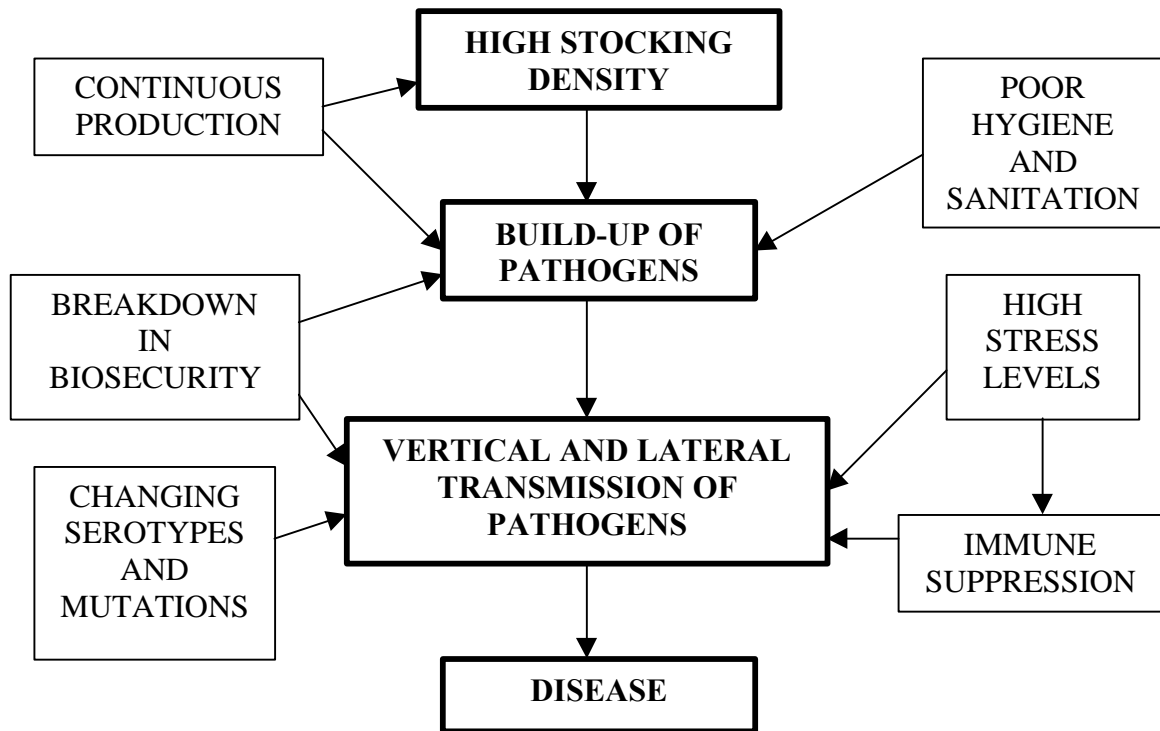 HIGH STOCKING
DENSITY
CONTINUOUS
PRODUCTION
POOR
HYGIENE
AND
SANITATION
BUILD-UP OF
PATHOGENS
BREAKDOWN
IN
BIOSECURITY
HIGH
STRESS
LEVELS
VERTICAL AND LATERAL
TRANSMISSION OF
PATHOGENS
CHANGING
SEROTYPES
AND
MUTATIONS
IMMUNE
SUPPRESSION
DISEASE